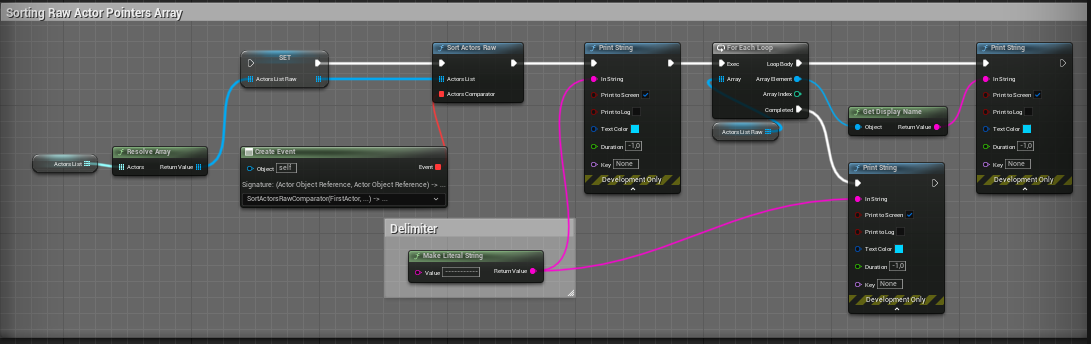 Sorting Raw Actor Pointers Array
Actors List
Resolve Array
Actors
Return Value
SET
Actors List Raw
Create Event
Object
self
Event
Signature: (Actor Object Reference, Actor Object Reference) -> ...
SortActorsRawComparator(FirstActor, ...) -> ...
Sort Actors Raw
Actors List
Actors Comparator
Delimiter
Make Literal String
Value
Return Value
Print String
In String
Print to Screen
Print to Log
Text Color
Duration
-1,0
Key
None
Development Only
For Each Loop
Exec
Loop Body
Array
Array Element
Array Index
Completed
Actors List Raw
Get Display Name
Object
Return Value
Print String
In String
Print to Screen
Print to Log
Text Color
Duration
-1,0
Key
None
Development Only
Print String
In String
Print to Screen
Print to Log
Text Color
Duration
-1,0
Key
None
Development Only